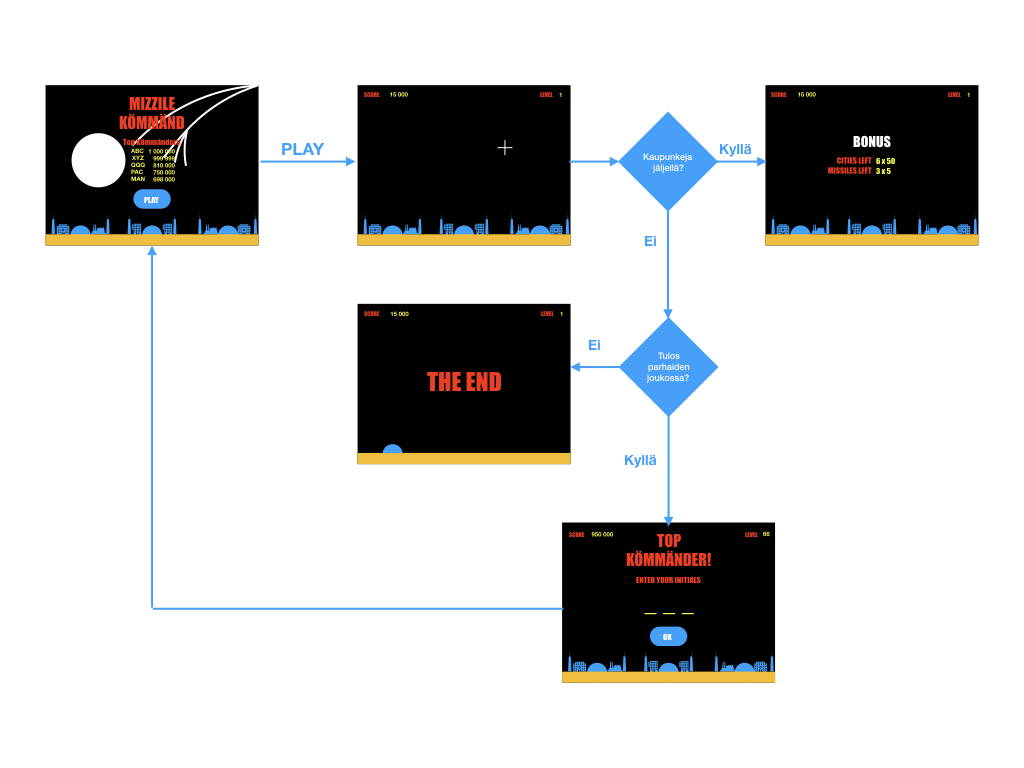 MIZZILE
KÖMMÄND
Top Kömmänders
ABC 1 000 000
XYZ 999 999
QQQ 810 000
PAC 750 000
MAN 698 000
PLAY
PLAY
SCORE 15 000 LEVEL 1
Kaupunkeja
jäljellä?
Kyllä
SCORE 15 000 LEVEL 1
BONUS
CITIES LEFT 6 x 50
MISSILES LEFT 3 x 5
Ei
SCORE 15 000 LEVEL 1
THE END
Ei
Tulos
parhaiden
joukossa?
Kyllä
SCORE 950 000 LEVEL 66
TOP
KÖMMÄNDER!
ENTER YOUR INITIALS
_ _ _
OK